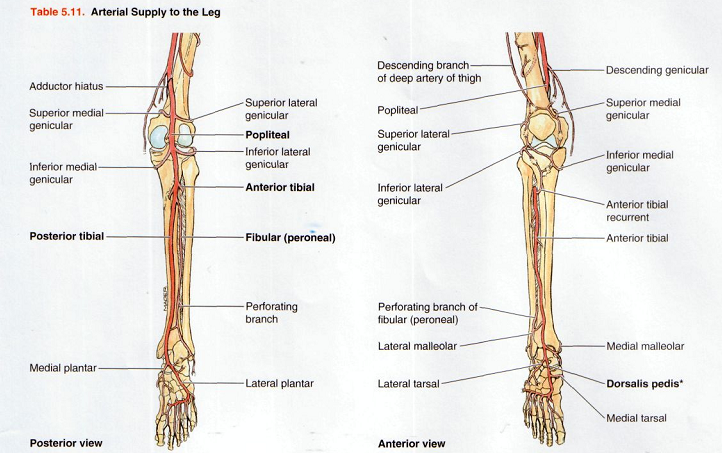 Table 5.11. Arterial Supply to the Leg
Adductor hiatus
Superior medial
genicular
Inferior medial
genicular
Posterior tibial
Medial plantar
Posterior view
Superior lateral
genicular
Popliteal
Inferior lateral
genicular
Anterior tibial
Fibular (peroneal)
Perforating
branch
Lateral plantar
MAPES
Descending branch
of deep artery of thigh
Popliteal
Superior lateral
genicular
Inferior lateral
genicular
Perforating branch of
fibular (peroneal)
Lateral malleolar
Lateral tarsal
Anterior view
Descending genicular
Superior medial
genicular
Inferior medial
genicular
Anterior tibial
recurrent
Anterior tibial
Medial malleolar
Dorsalis pedis*
Medial tarsal